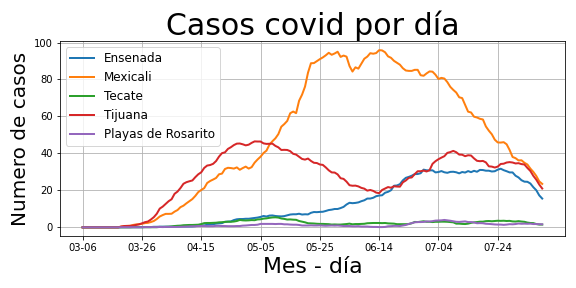 Casos covid por día
Numero de casos
100
80
60
40
20
0
Ensenada
Mexicali
Tecate
Tijuana
Playas de Rosarito
03-06 03-26 04-15 05-05 05-25 06-14 07-04 07-24
Mes - día